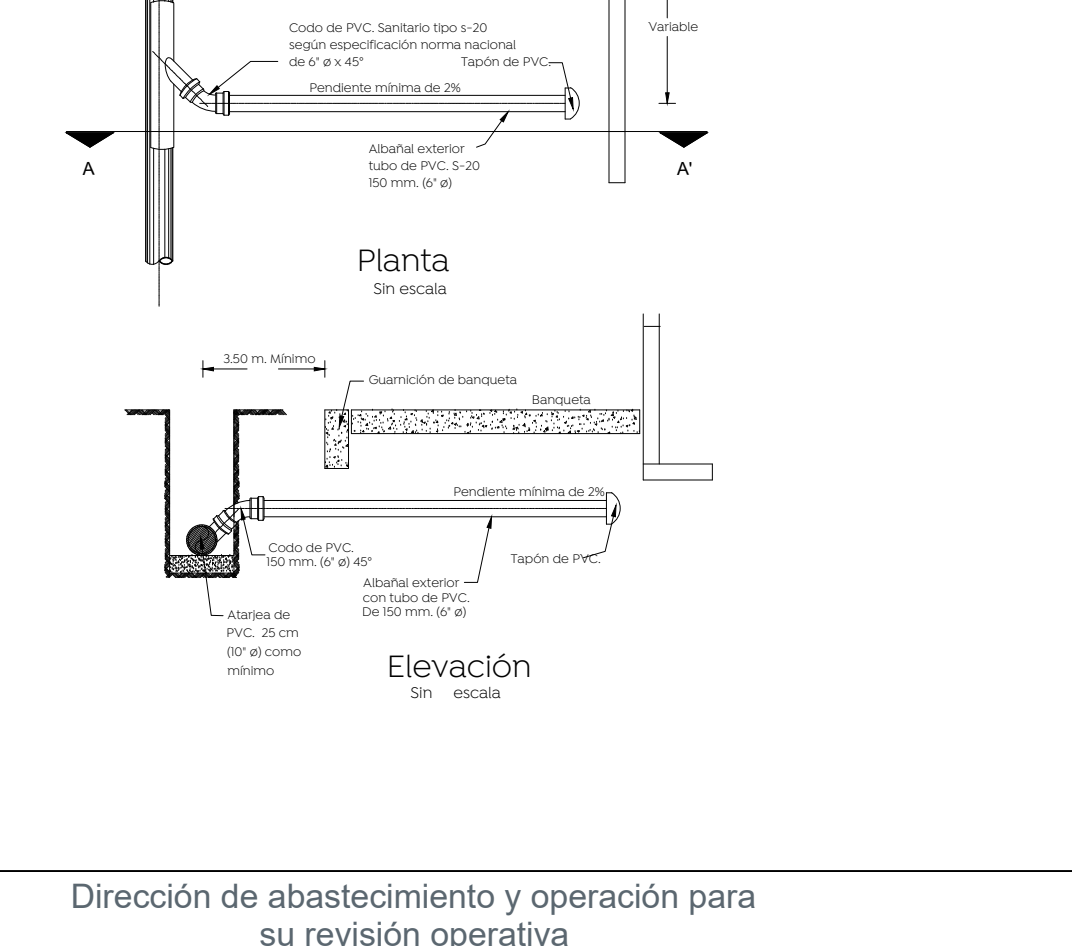 Codo de PVC. Sanitario tipo s-20
según especificación norma nacional
de 6" ø x 45°
Tapón de PVC.
Variable
Pendiente mínima de 2%
Albañal exterior
tubo de PVC. S-20
150 mm. (6" ø)
A
A'
Planta
Sin escala
3.50 m. Mínimo
Guarnición de banqueta
Banqueta
Pendiente mínima de 2%
Codo de PVC.
150 mm. (6" ø) 45°
Tapón de PVC.
Albañal exterior
con tubo de PVC.
De 150 mm. (6" ø)
Atarjea de
PVC. 25 cm
(10" ø) como
mínimo
Elevación
Sin escala
Dirección de abastecimiento y operación para
su revisión operativa